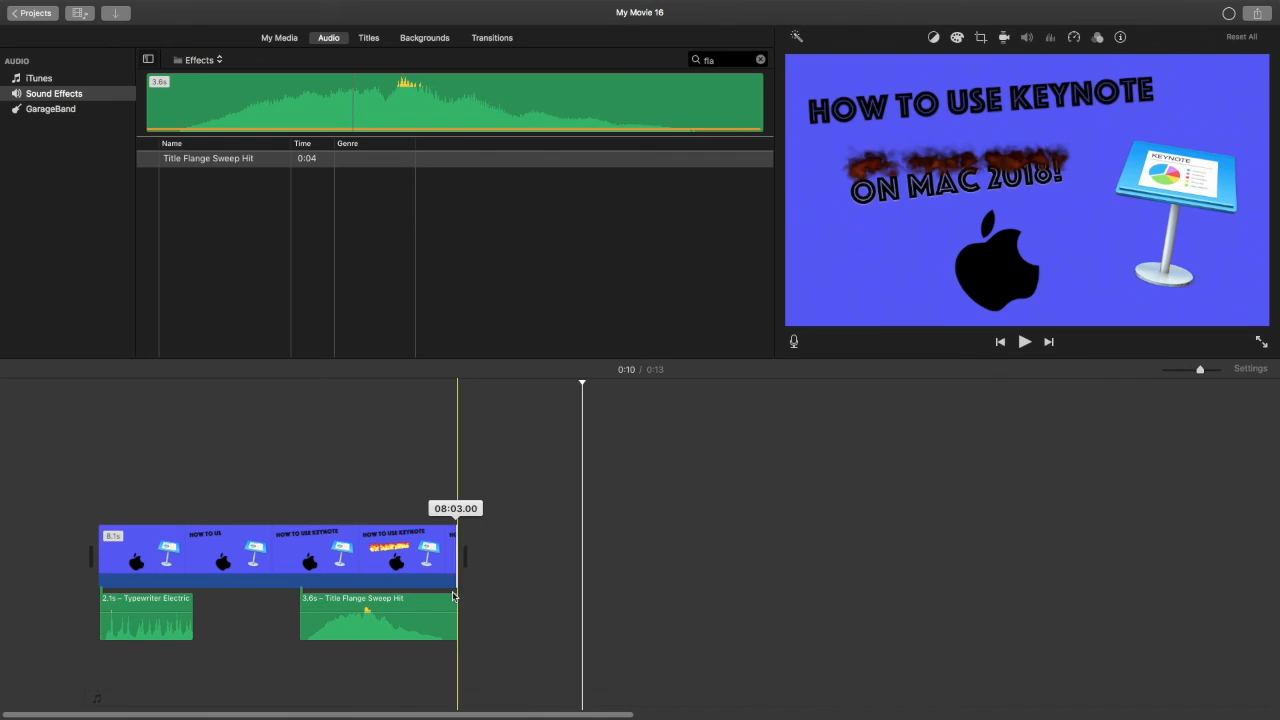 Projects
My Movie 16
My Media
Audio
Titles
Backgrounds
Transitions
Reset All
AUDIO
iTunes
Sound Effects
GarageBand
Effects
fla
3.6s
Name Time Genre
Title Flange Sweep Hit 0:04
HOW TO USE KEYNOTE
ON MAC 2018!
KEYNOTE
0:10 / 0:13
Settings
08:03.00
8.1s
HOW TO US
HOW TO USE KEYNOTE
HOW TO USE KEYNOTE
2.1s – Typewriter Electric
3.6s – Title Flange Sweep Hit